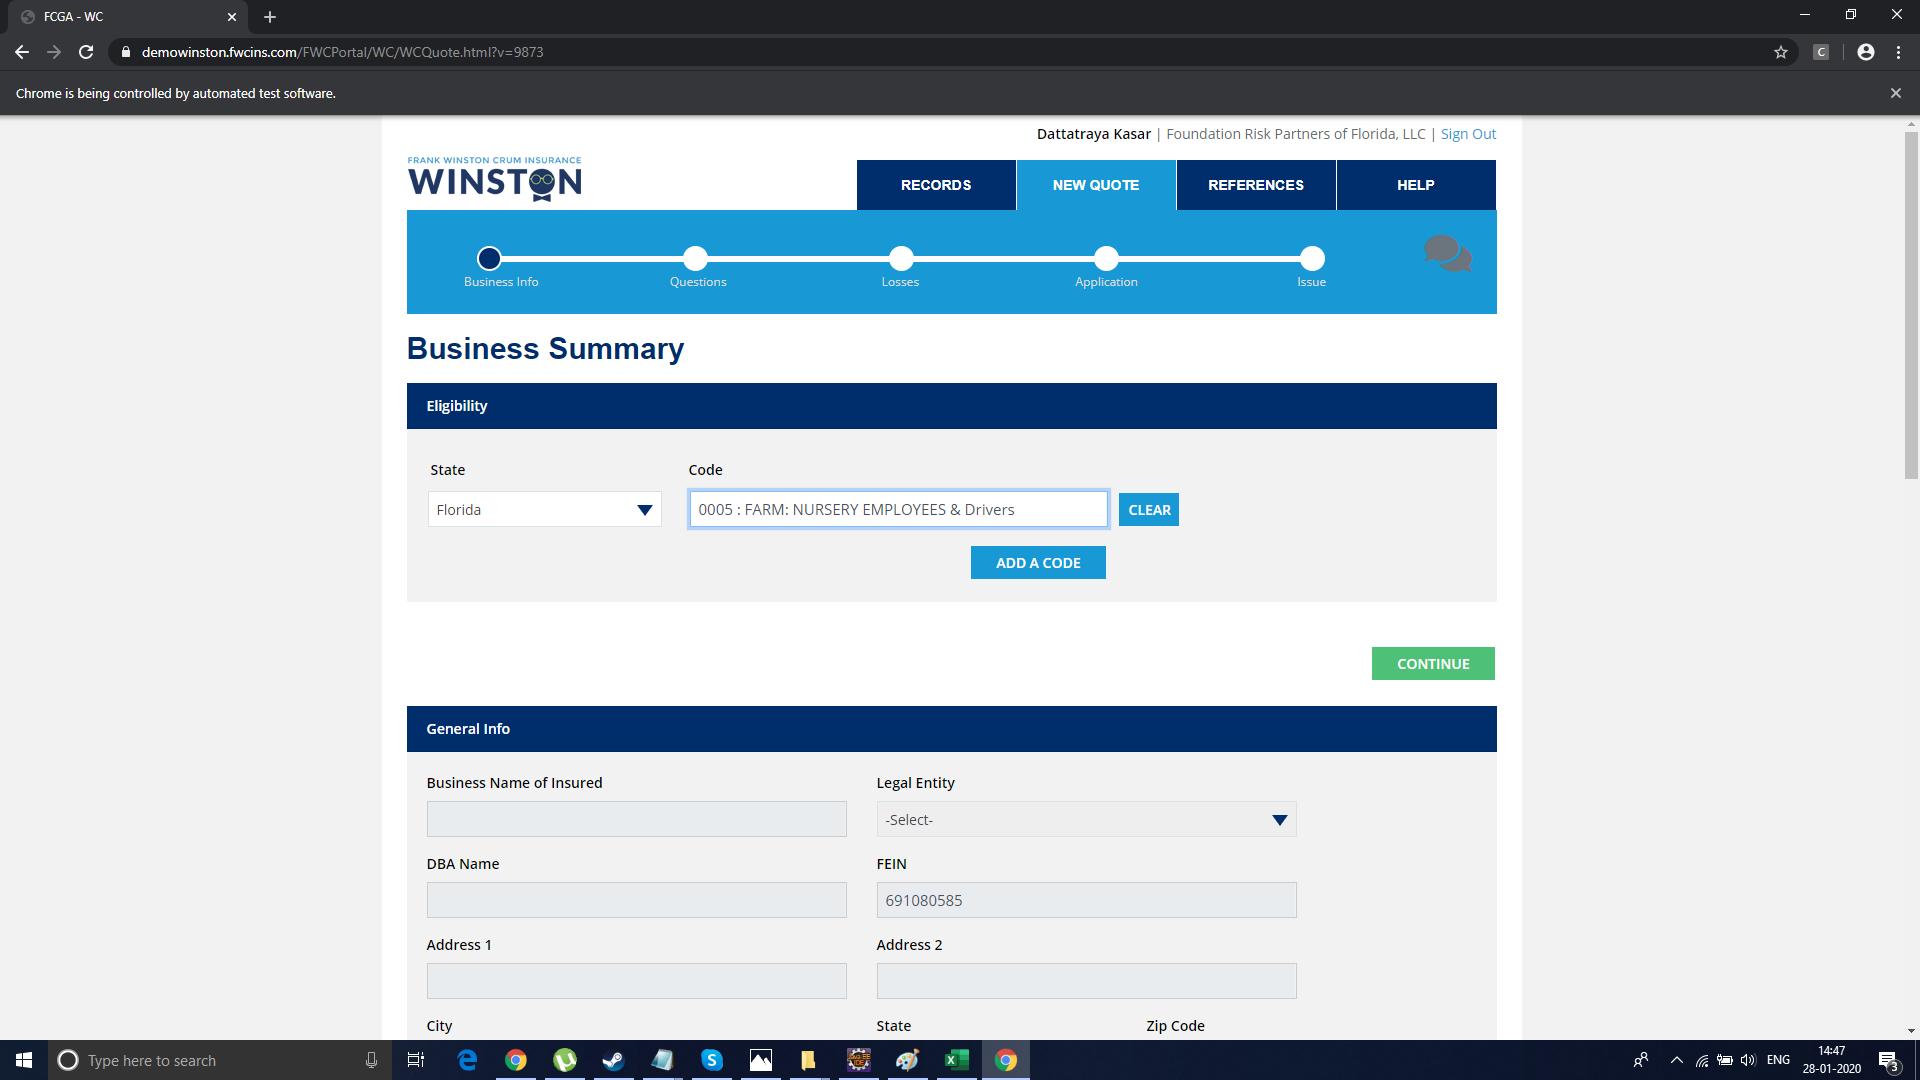 FCGA - WC
demowinston.fwcins.com/FWCPortal/WC/WCQuote.html?v=9873
C
Chrome is being controlled by automated test software.
Dattatraya Kasar | Foundation Risk Partners of Florida, LLC | Sign Out
FRANK WINSTON CRUM INSURANCE
WINSTON
RECORDS
NEW QUOTE
REFERENCES
HELP
Business Info
Questions
Losses
Application
Issue
Business Summary
Eligibility
State
Code
Florida
0005 : FARM: NURSERY EMPLOYEES & Drivers
CLEAR
ADD A CODE
CONTINUE
General Info
Business Name of Insured
Legal Entity
-Select-
DBA Name
FEIN
691080585
Address 1
Address 2
City
State
Zip Code
Type here to search
ENG
14:47
28-01-2020
3